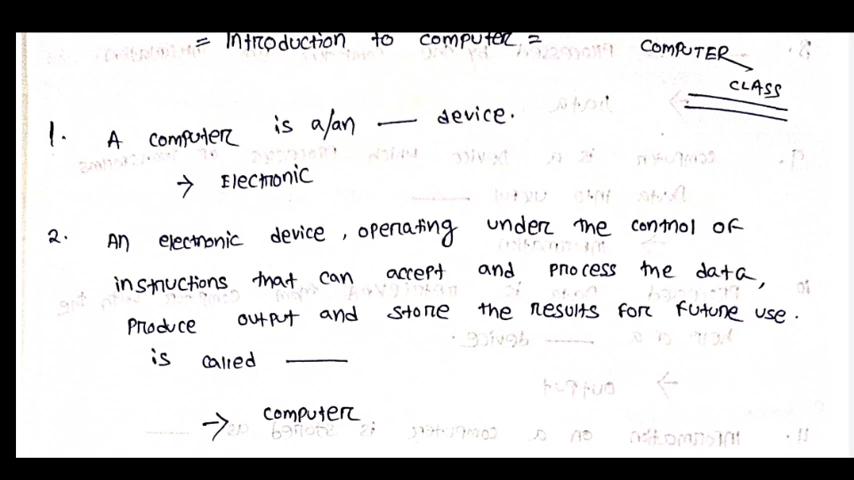 = Introduction to computer =
COMPUTER
CLASS
1. A computer is a/an — device.
→ Electronic
2. An electronic device, operating under the control of
instructions that can accept and process the data,
produce output and store the results for future use.
is called —
→ computer